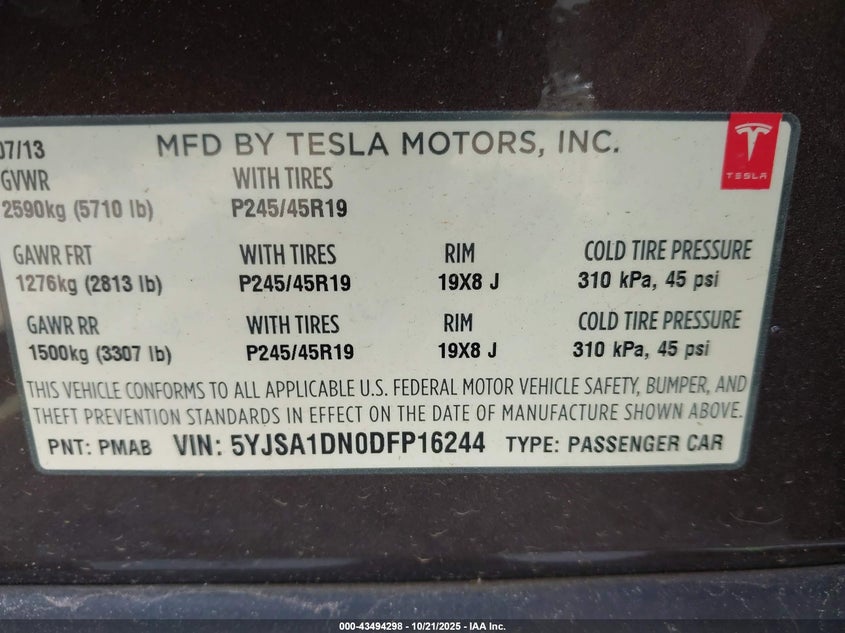 07/13 MFD BY TESLA MOTORS, INC.
TESLA
GVWR WITH TIRES
2590kg (5710 lb) P245/45R19
GAWR FRT WITH TIRES RIM COLD TIRE PRESSURE
1276kg (2813 lb) P245/45R19 19X8 J 310 kPa, 45 psi
GAWR RR WITH TIRES RIM COLD TIRE PRESSURE
1500kg (3307 lb) P245/45R19 19X8 J 310 kPa, 45 psi
THIS VEHICLE CONFORMS TO ALL APPLICABLE U.S. FEDERAL MOTOR VEHICLE SAFETY, BUMPER, AND
THEFT PREVENTION STANDARDS IN EFFECT ON THE DATE OF MANUFACTURE SHOWN ABOVE.
PNT: PMAB VIN: 5YJSA1DN0DFP16244 TYPE: PASSENGER CAR
000-43494298 - 10/21/2025 - IAA Inc.